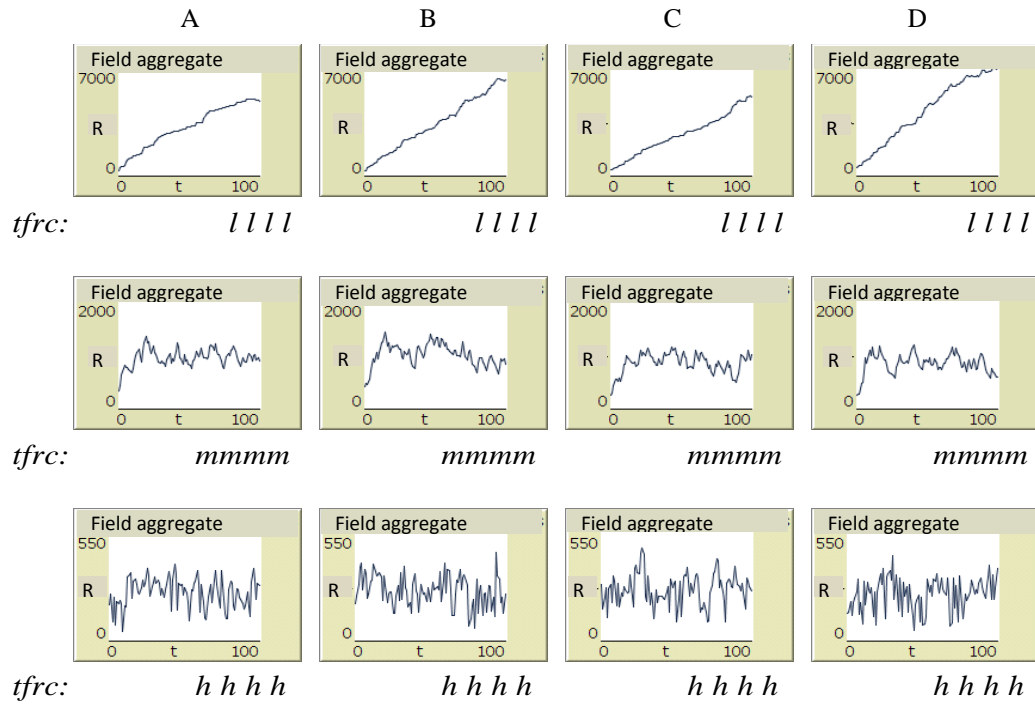 A B C D
Field aggregate Field aggregate Field aggregate Field aggregate
7000 7000 7000 7000
R R R R
0 0 0 0
0 t 100 0 t 100 0 t 100 0 t 100
tfrc: l l l l l l l l l l l l l l l l
Field aggregate Field aggregate Field aggregate Field aggregate
2000 2000 2000 2000
R R R R
0 0 0 0
0 t 100 0 t 100 0 t 100 0 t 100
tfrc: mmmm mmmm mmmm mmmm
Field aggregate Field aggregate Field aggregate Field aggregate
550 550 550 550
R R R R
0 0 0 0
0 t 100 0 t 100 0 t 100 0 t 100
tfrc: h h h h h h h h h h h h h h h h